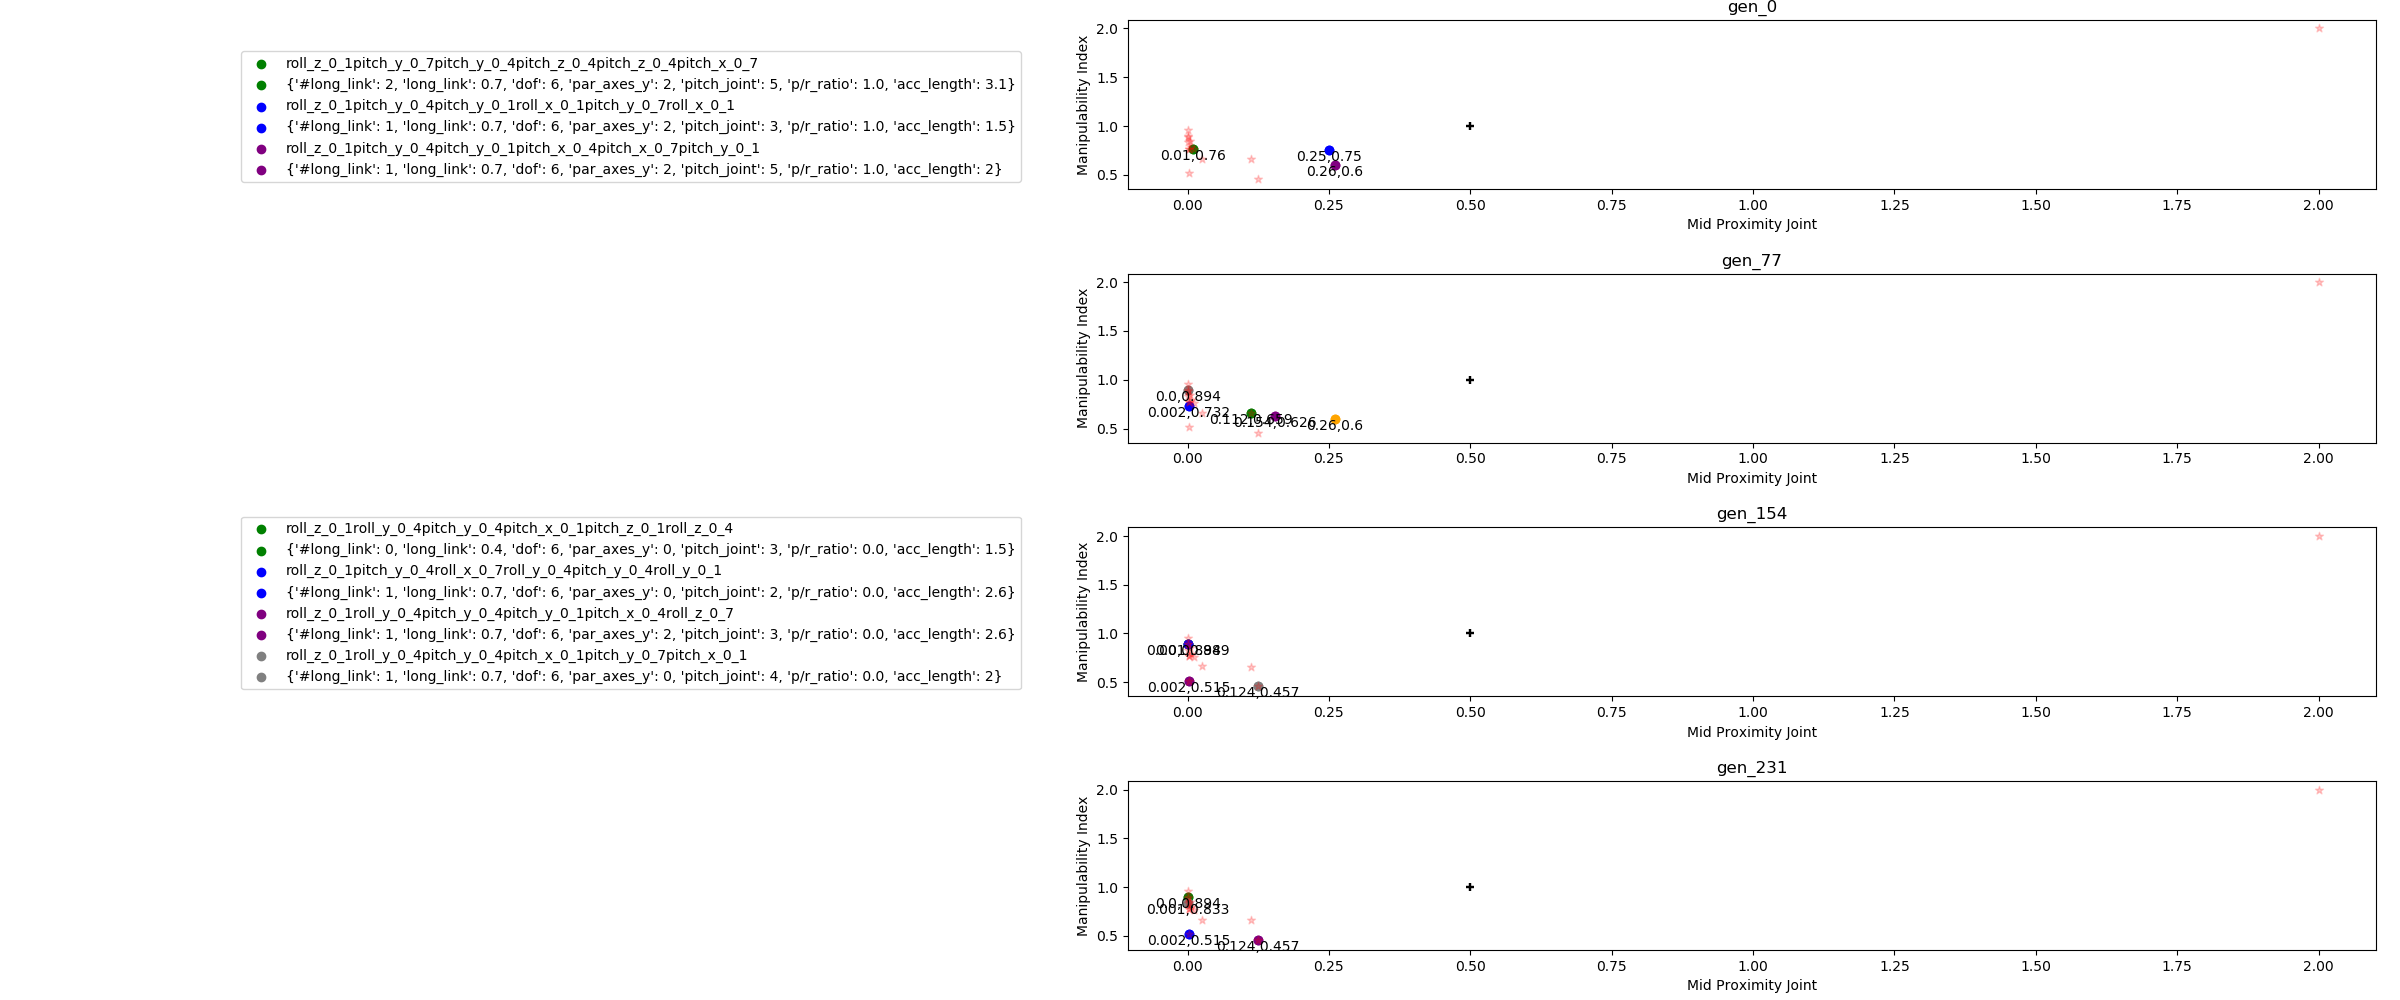 gen_0
roll_z_0_1pitch_y_0_7pitch_y_0_4pitch_z_0_4pitch_z_0_4pitch_x_0_7
{'#long_link': 2, 'long_link': 0.7, 'dof': 6, 'par_axes_y': 2, 'pitch_joint': 5, 'p/r_ratio': 1.0, 'acc_length': 3.1}
roll_z_0_1pitch_y_0_4pitch_y_0_1roll_x_0_1pitch_y_0_7roll_x_0_1
{'#long_link': 1, 'long_link': 0.7, 'dof': 6, 'par_axes_y': 2, 'pitch_joint': 3, 'p/r_ratio': 1.0, 'acc_length': 1.5}
roll_z_0_1pitch_y_0_4pitch_y_0_1pitch_x_0_4pitch_x_0_7pitch_y_0_1
{'#long_link': 1, 'long_link': 0.7, 'dof': 6, 'par_axes_y': 2, 'pitch_joint': 5, 'p/r_ratio': 1.0, 'acc_length': 2}
Manipulability Index
2.0
1.5
1.0
0.5
0.01,0.76
0.25,0.75
0.26,0.6
0.00 0.25 0.50 0.75 1.00 1.25 1.50 1.75 2.00
Mid Proximity Joint
gen_77
Manipulability Index
2.0
1.5
1.0
0.5
0.0,0.894
0.002,0.732
0.112,0.659
0.154,0.626
0.26,0.6
0.00 0.25 0.50 0.75 1.00 1.25 1.50 1.75 2.00
Mid Proximity Joint
gen_154
roll_z_0_1roll_y_0_4pitch_y_0_4pitch_x_0_1pitch_z_0_1roll_z_0_4
{'#long_link': 0, 'long_link': 0.4, 'dof': 6, 'par_axes_y': 0, 'pitch_joint': 3, 'p/r_ratio': 0.0, 'acc_length': 1.5}
roll_z_0_1pitch_y_0_4roll_x_0_7roll_y_0_4pitch_y_0_4roll_y_0_1
{'#long_link': 1, 'long_link': 0.7, 'dof': 6, 'par_axes_y': 0, 'pitch_joint': 2, 'p/r_ratio': 0.0, 'acc_length': 2.6}
roll_z_0_1roll_y_0_4pitch_y_0_4pitch_y_0_1pitch_x_0_4roll_z_0_7
{'#long_link': 1, 'long_link': 0.7, 'dof': 6, 'par_axes_y': 2, 'pitch_joint': 3, 'p/r_ratio': 0.0, 'acc_length': 2.6}
roll_z_0_1roll_y_0_4pitch_y_0_4pitch_x_0_1pitch_y_0_7pitch_x_0_1
{'#long_link': 1, 'long_link': 0.7, 'dof': 6, 'par_axes_y': 0, 'pitch_joint': 4, 'p/r_ratio': 0.0, 'acc_length': 2}
Manipulability Index
2.0
1.5
1.0
0.5
0.002,0.515
0.124,0.457
0.00 0.25 0.50 0.75 1.00 1.25 1.50 1.75 2.00
Mid Proximity Joint
gen_231
Manipulability Index
2.0
1.5
1.0
0.5
0.0,0.894
0.001,0.833
0.002,0.515
0.124,0.457
0.00 0.25 0.50 0.75 1.00 1.25 1.50 1.75 2.00
Mid Proximity Joint